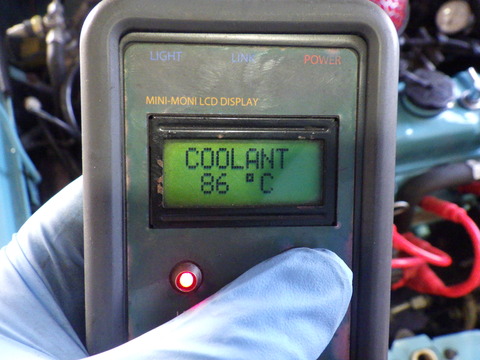 LIGHT LINK POWER
MINI-MONI LCD DISPLAY
COOLANT
86 °C